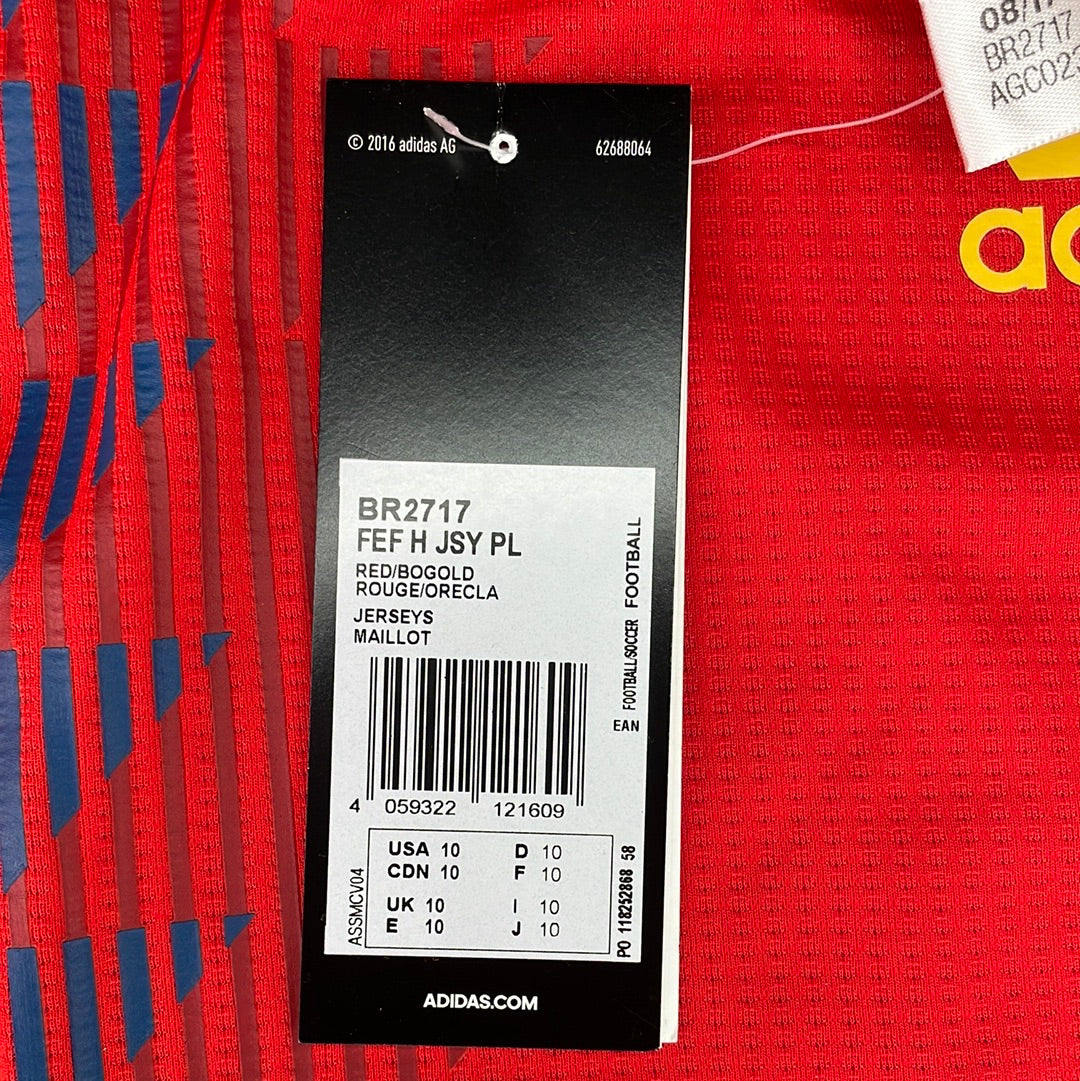 08/17
BR2717
© 2016 adidas AG
62688064
BR2717
FEF H JSY PL
RED/BOGOLD
ROUGE/ORECLA
JERSEYS
MAILLOT
FOOTBALL/SOCCER FOOTBALL
EAN
4 059322 121609
ASSMCV04
USA 10 D 10
CDN 10 F 10
UK 10 I 10
E 10 J 10
PO 118252868 58
ADIDAS.COM